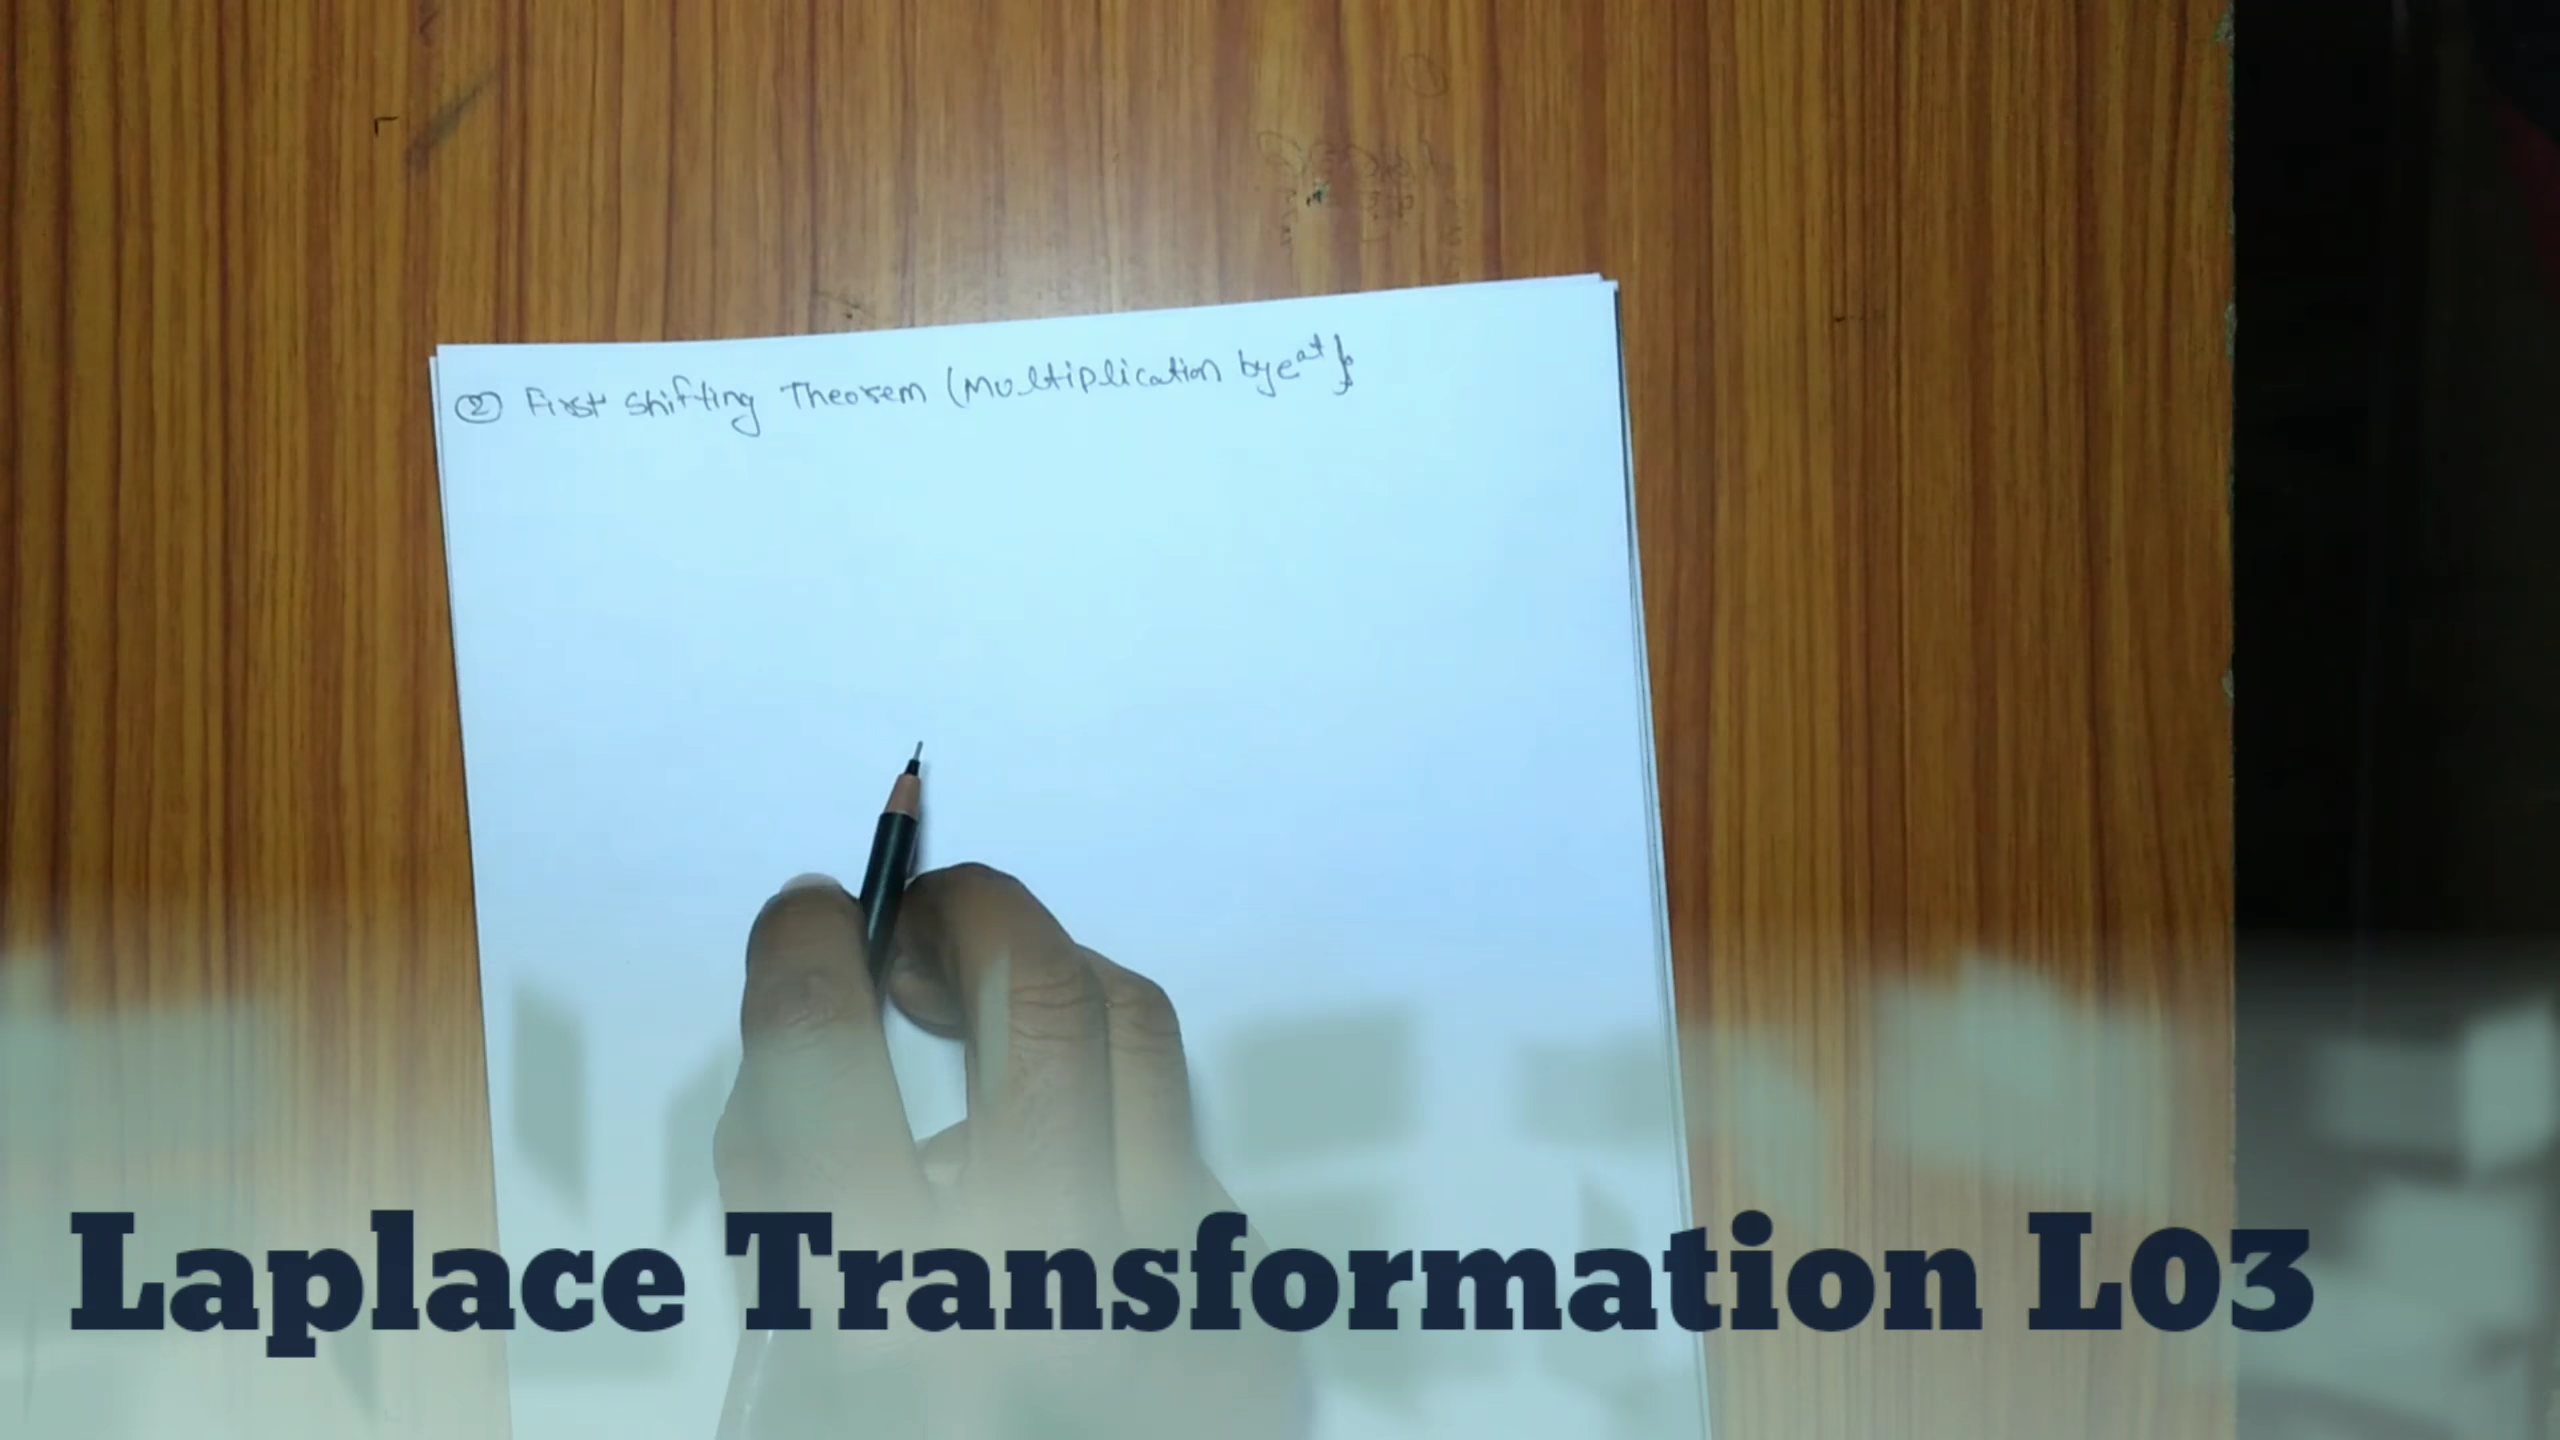 ② First Shifting Theorem (Multiplication by e^at}
Laplace Transformation L03